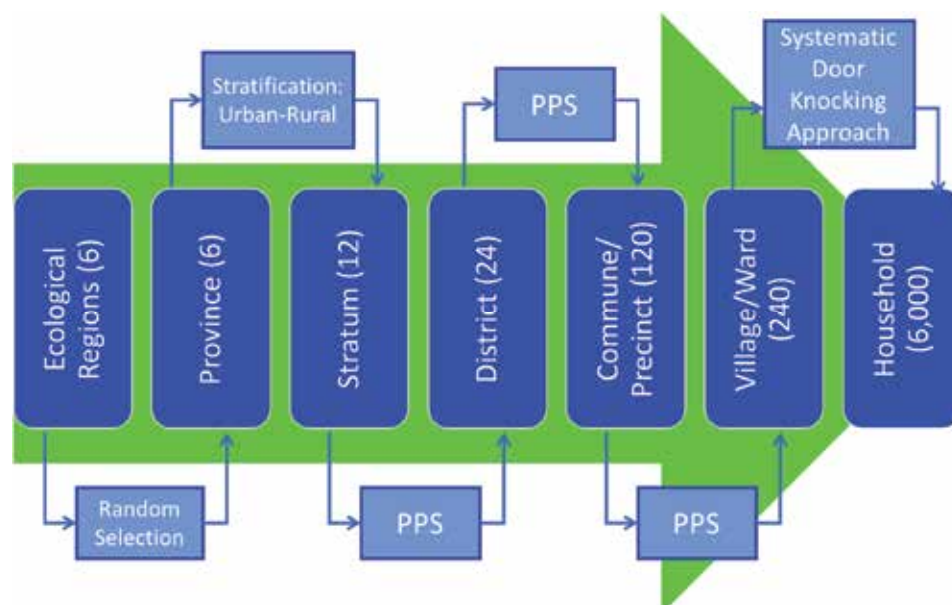 Stratification:
Urban-Rural
PPS
Systematic
Door
Knocking
Approach
Ecological
Regions (6)
Province (6)
Stratum (12)
District (24)
Commune/
Precinct (120)
Village/Ward
(240)
Household
(6,000)
Random
Selection
PPS
PPS